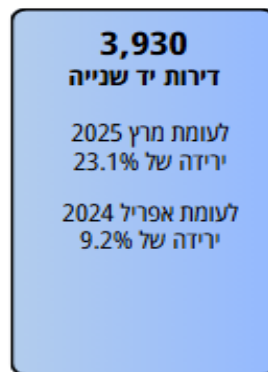 3,930
דירות יד שנייה
לעומת מרץ 2025
ירידה של 23.1%
לעומת אפריל 2024
ירידה של 9.2%